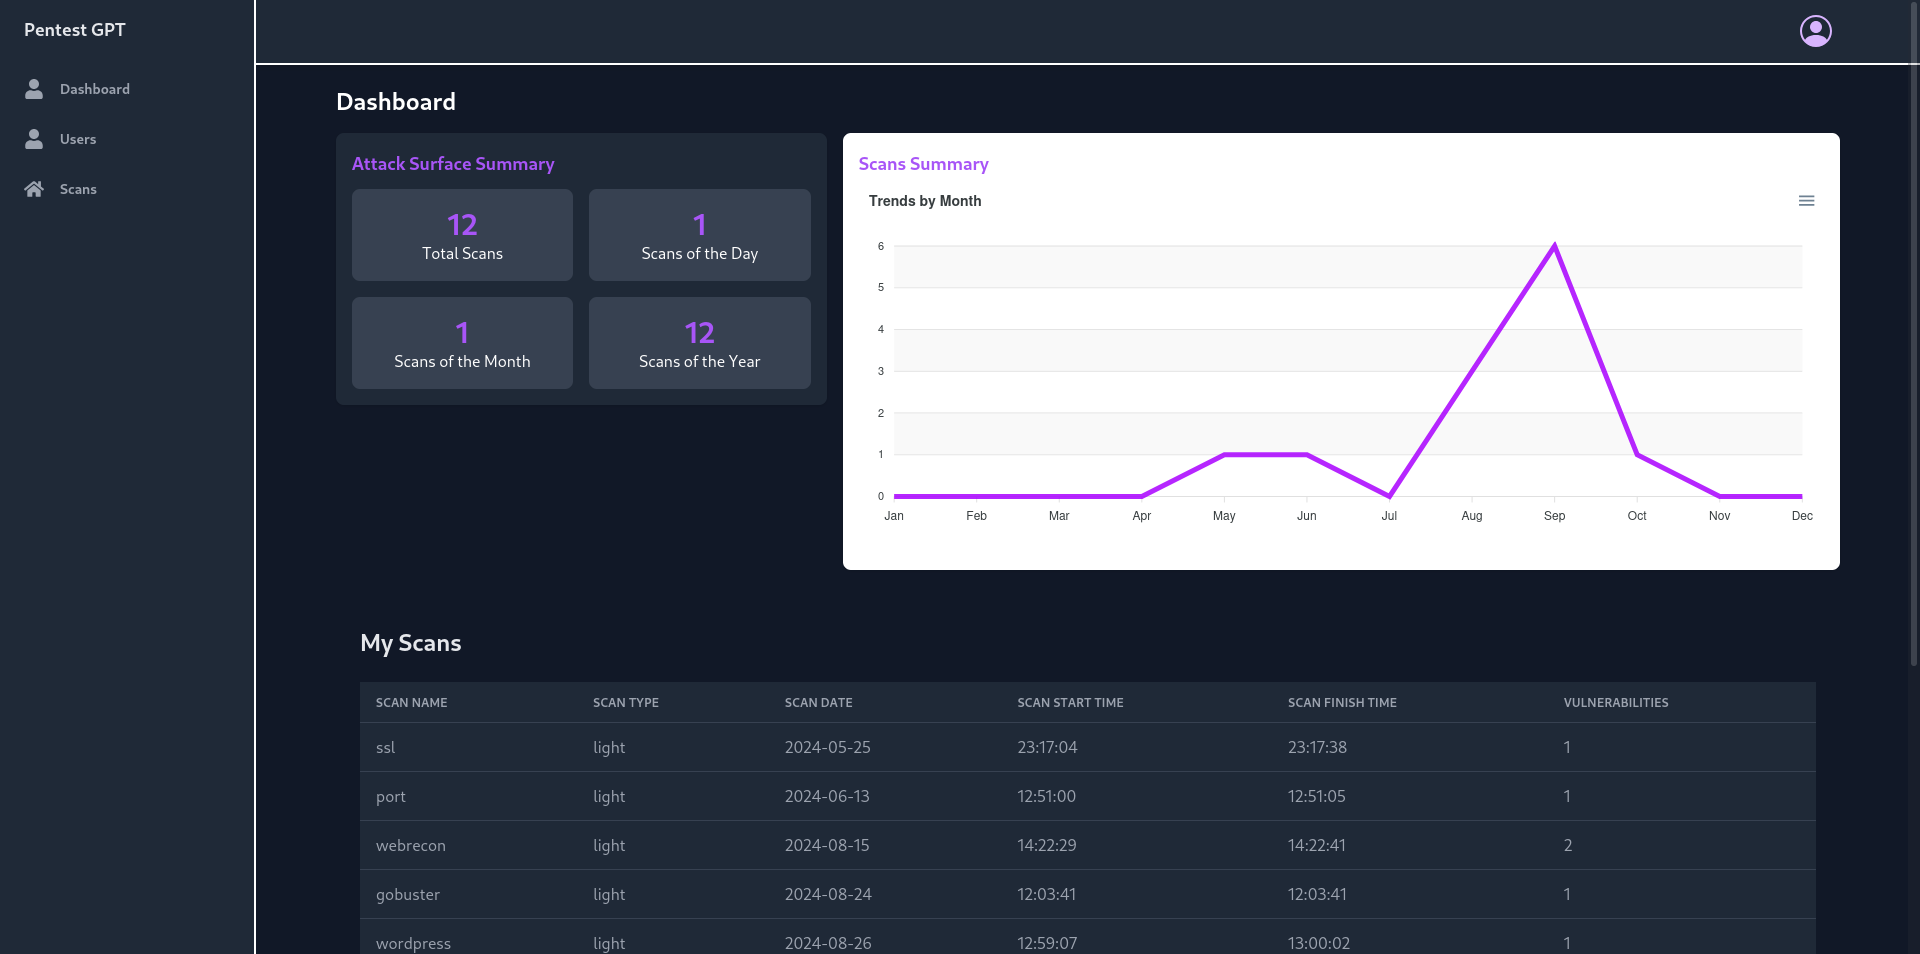 Pentest GPT
Dashboard
Users
Scans
Dashboard
Attack Surface Summary
12
Total Scans
1
Scans of the Day
1
Scans of the Month
12
Scans of the Year
Scans Summary
Trends by Month
6
5
4
3
2
1
0
Jan Feb Mar Apr May Jun Jul Aug Sep Oct Nov Dec
My Scans
SCAN NAME SCAN TYPE SCAN DATE SCAN START TIME SCAN FINISH TIME VULNERABILITIES
ssl light 2024-05-25 23:17:04 23:17:38 1
port light 2024-06-13 12:51:00 12:51:05 1
webrecon light 2024-08-15 14:22:29 14:22:41 2
gobuster light 2024-08-24 12:03:41 12:03:41 1
wordpress light 2024-08-26 12:59:07 13:00:02 1